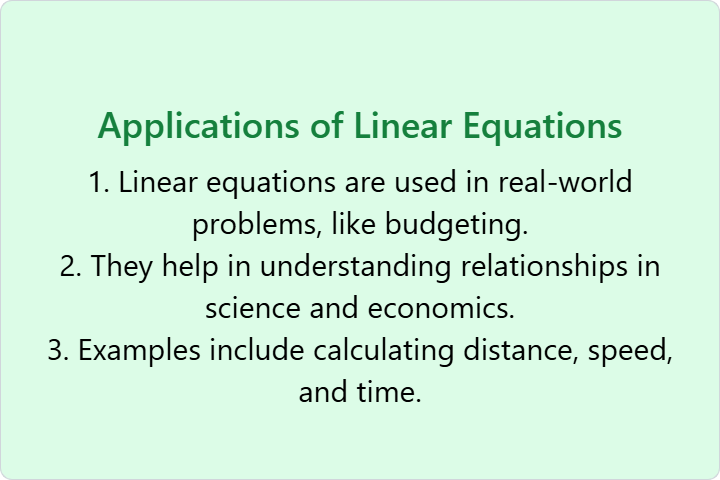 Applications of Linear Equations
1. Linear equations are used in real-world
problems, like budgeting.
2. They help in understanding relationships in
science and economics.
3. Examples include calculating distance, speed,
and time.